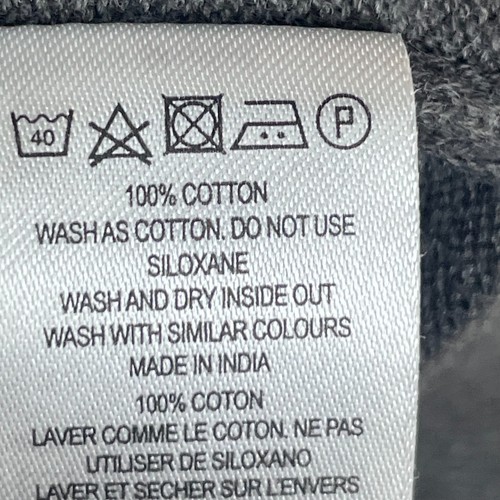 40
P
100% COTTON
WASH AS COTTON. DO NOT USE
SILOXANE
WASH AND DRY INSIDE OUT
WASH WITH SIMILAR COLOURS
MADE IN INDIA
100% COTON
LAVER COMME LE COTON. NE PAS
UTILISER DE SILOXANO
LAVER ET SECHER SUR L'ENVERS